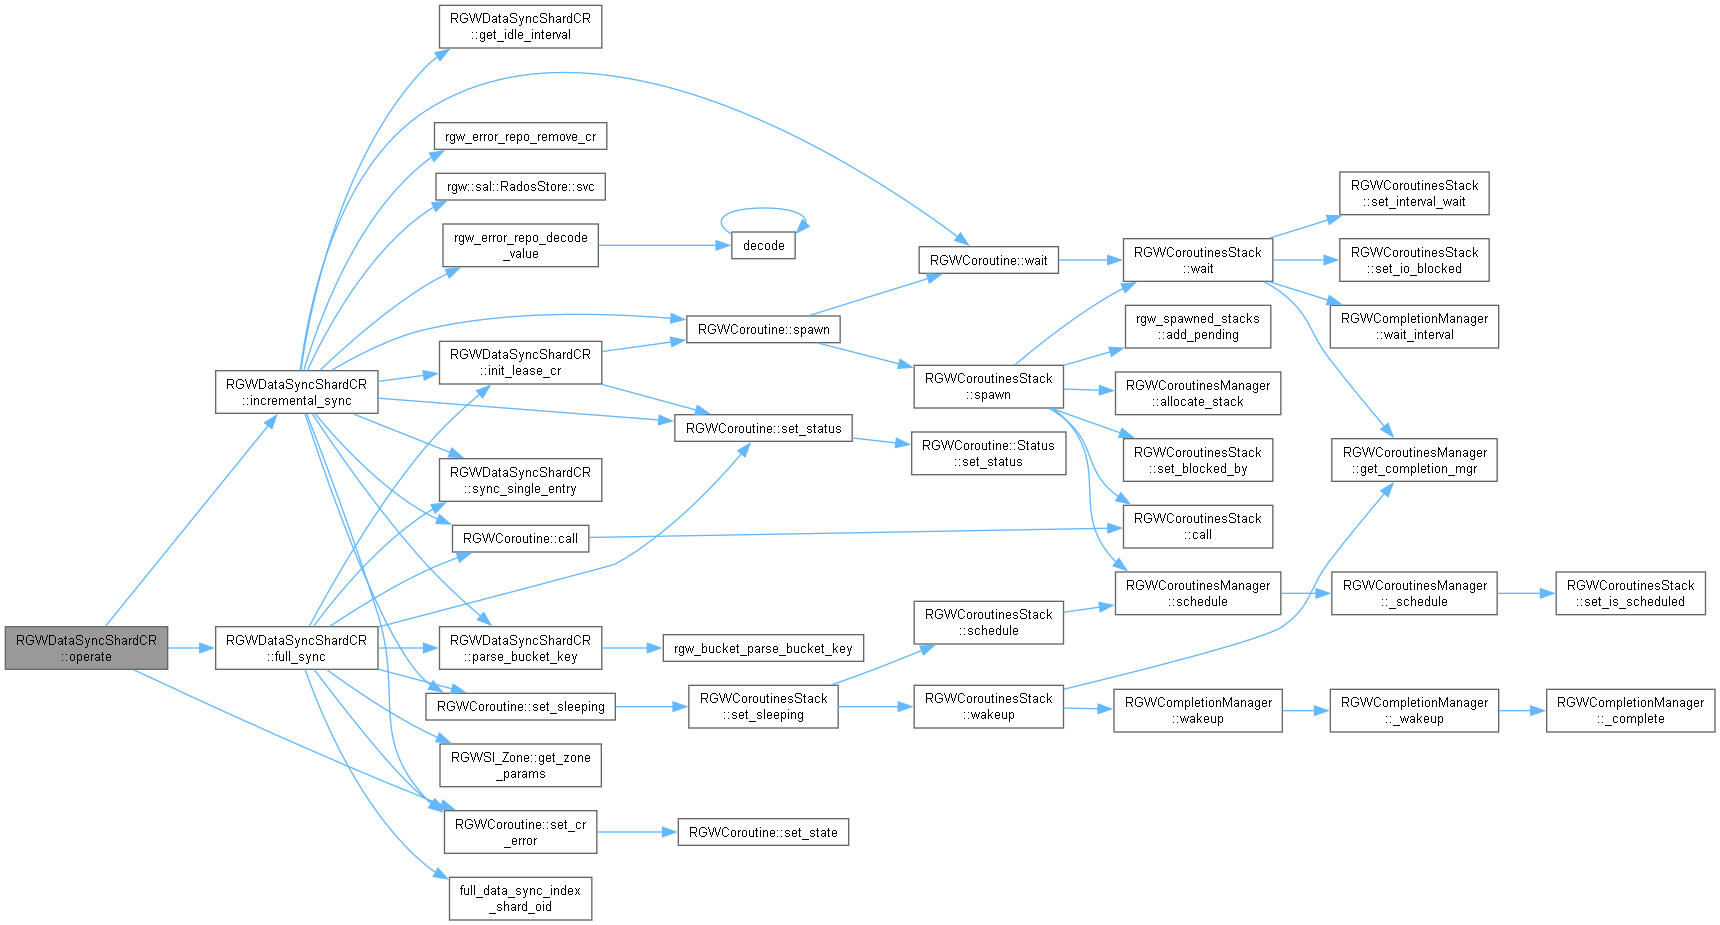 RGWDataSyncShardCR
::get_idle_interval
rgw_error_repo_remove_cr
rgw::sal::RadosStore::svc
RGWCoroutinesStack
::set_interval_wait
rgw_error_repo_decode
_value
decode
RGWCoroutine::wait
RGWCoroutinesStack
::wait
RGWCoroutinesStack
::set_io_blocked
RGWCoroutine::spawn
rgw_spawned_stacks
::add_pending
RGWCompletionManager
::wait_interval
RGWDataSyncShardCR
::incremental_sync
RGWDataSyncShardCR
::init_lease_cr
RGWCoroutinesStack
::spawn
RGWCoroutinesManager
::allocate_stack
RGWCoroutine::set_status
RGWCoroutine::Status
::set_status
RGWCoroutinesStack
::set_blocked_by
RGWCoroutinesManager
::get_completion_mgr
RGWDataSyncShardCR
::sync_single_entry
RGWCoroutine::call
RGWCoroutinesStack
::call
RGWCoroutinesManager
::schedule
RGWCoroutinesManager
::_schedule
RGWCoroutinesStack
::set_is_scheduled
RGWDataSyncShardCR
::operate
RGWDataSyncShardCR
::full_sync
RGWDataSyncShardCR
::parse_bucket_key
rgw_bucket_parse_bucket_key
RGWCoroutinesStack
::schedule
RGWCoroutine::set_sleeping
RGWCoroutinesStack
::set_sleeping
RGWCoroutinesStack
::wakeup
RGWCompletionManager
::wakeup
RGWCompletionManager
::_wakeup
RGWCompletionManager
::_complete
RGWSI_Zone::get_zone
_params
RGWCoroutine::set_cr
_error
RGWCoroutine::set_state
full_data_sync_index
_shard_oid